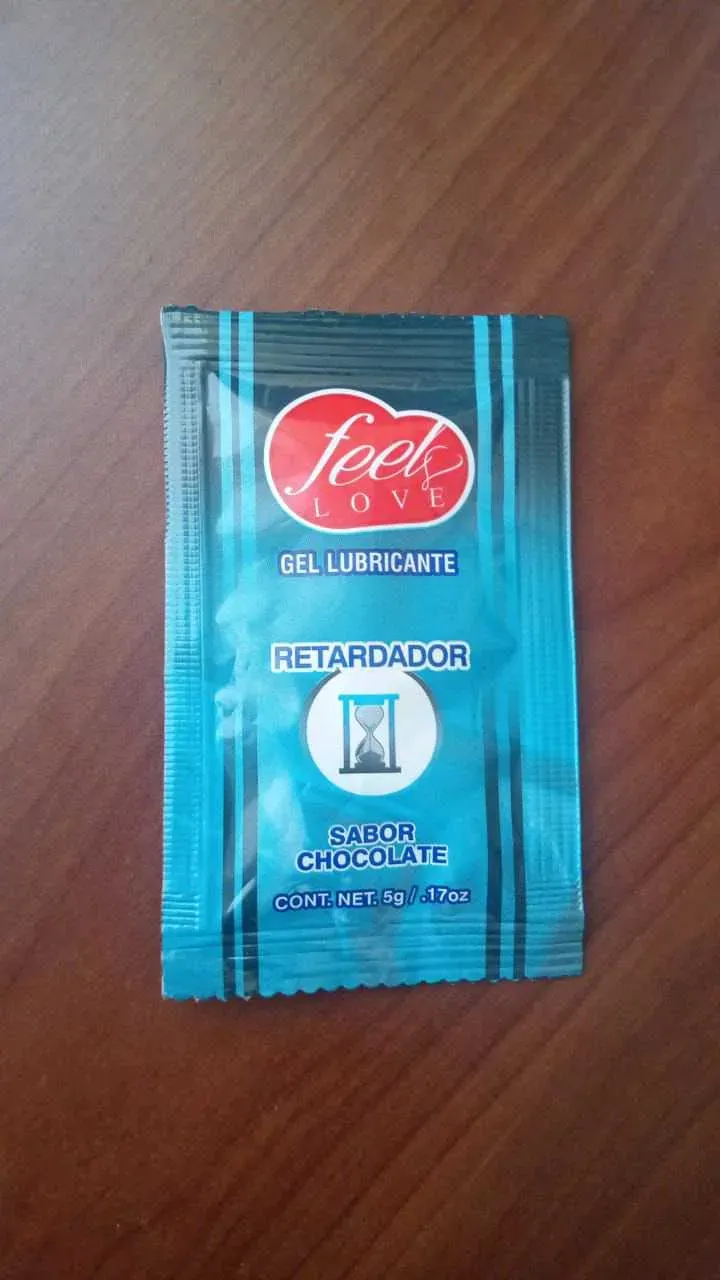 feel
LOVE
GEL LUBRICANTE
RETARDADOR
SABOR
CHOCOLATE
CONT. NET. 5g / .17oz